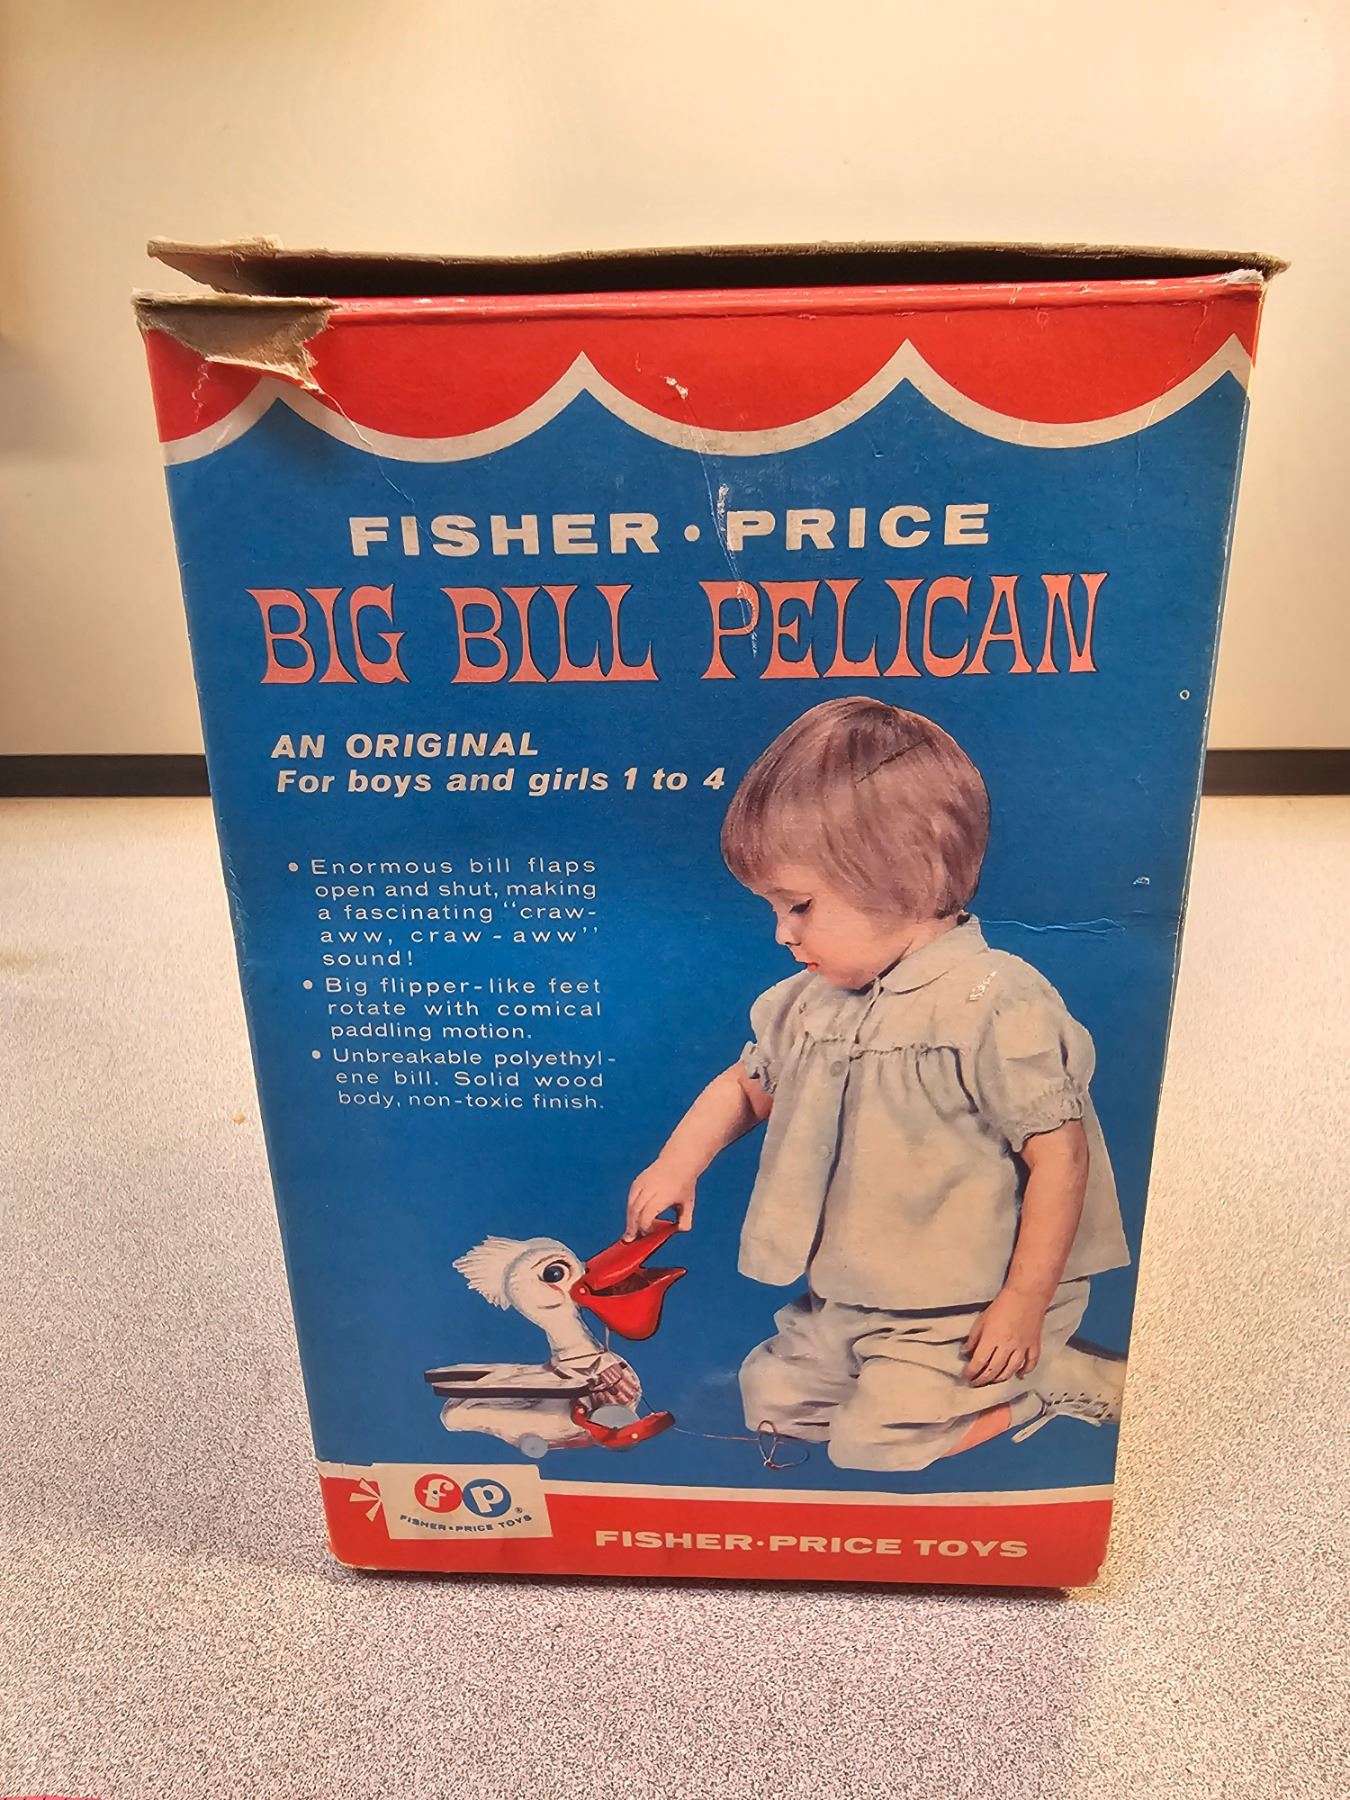 FISHER · PRICE
BIG BILL PELICAN
AN ORIGINAL
For boys and girls 1 to 4
• Enormous bill flaps
open and shut, making
a fascinating "craw-
aww, craw - aww"
sound!
• Big flipper-like feet
rotate with comical
paddling motion.
• Unbreakable polyethyl-
ene bill. Solid wood
body, non-toxic finish.
fp®
FISHER·PRICE TOYS
FISHER·PRICE TOYS